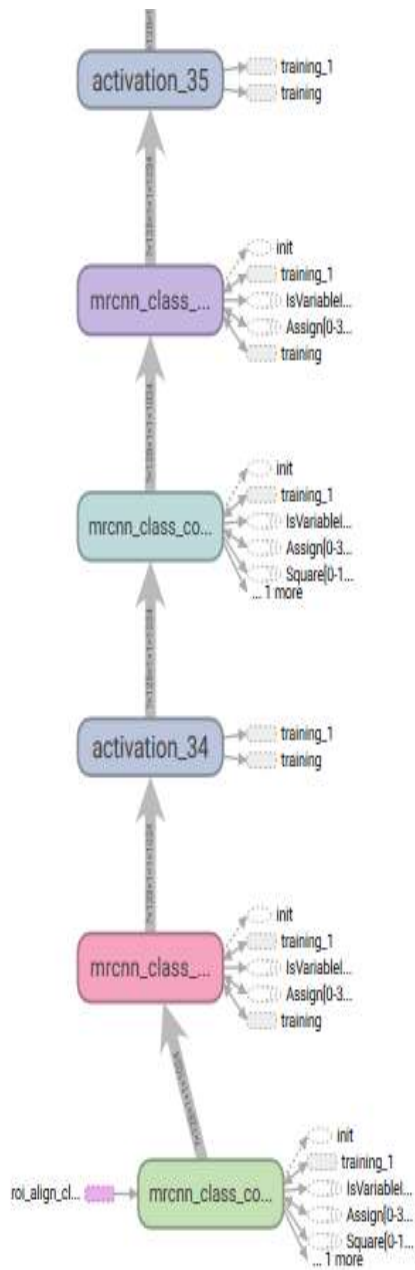 activation_35
training_1
training
mrcnn_class_...
init
training_1
IsVariableI...
Assign[0-3...
training
mrcnn_class_co...
init
training_1
IsVariableI...
Assign[0-3...
Square[0-1...
... 1 more
activation_34
training_1
training
mrcnn_class_...
init
training_1
IsVariableI...
Assign[0-3...
training
roi_align_cl...
mrcnn_class_co...
init
training_1
IsVariableI...
Assign[0-3...
Square[0-1...
... 1 more